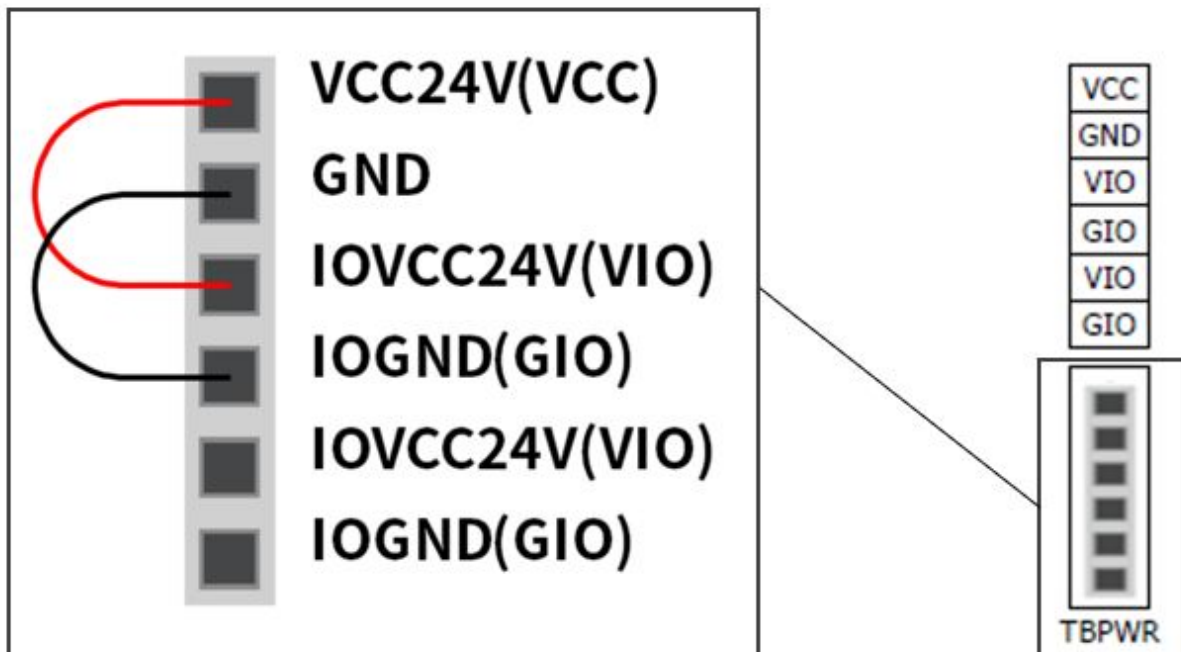 VCC24V(VCC)
GND
IOVCC24V(VIO)
IOGND(GIO)
IOVCC24V(VIO)
IOGND(GIO)
VCC
GND
VIO
GIO
VIO
GIO
TBPWR